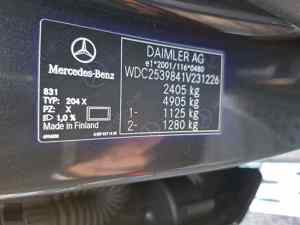 Mercedes-Benz
831
TYP: 204 X
PZ: X
1,0 %
Made in Finland
DAIMLER AG
e1*2001/116*0480
WDC2539841V231226
2405 kg
4905 kg
1- 1125 kg
2- 1280 kg